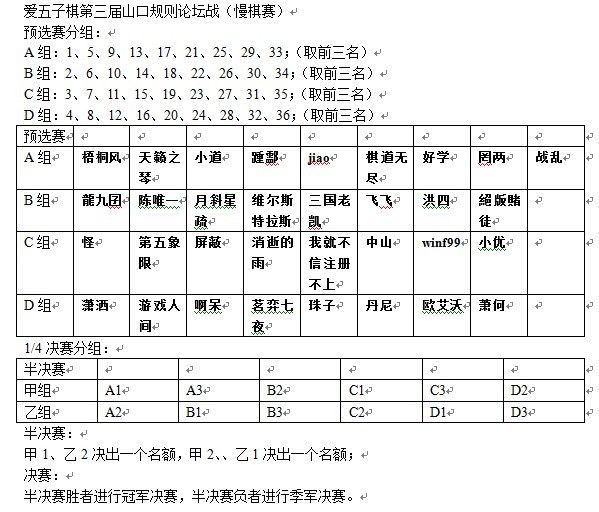 爱五子棋第三届山口规则论坛战（慢棋赛）
预选赛分组：
A组：1、5、9、13、17、21、25、29、33；（取前三名）
B组：2、6、10、14、18、22、26、30、34；（取前三名）
C组：3、7、11、15、19、23、27、31、35；（取前三名）
D组：4、8、12、16、20、24、28、32、36；（取前三名）
预选赛
A组 梧桐风 天籁之琴 小道 踵酃 jiao 棋道无尽 好学 罔两 战乱
B组 龍九囝 陈唯一 月斜星疏 维尔斯特拉斯 三国老凯 飞飞 洪四 絕版賭徒
C组 怪 第五象限 屏蔽 消逝的雨 我就不信注册不上 中山 winf99 小优
D组 萧洒 游戏人间 啊呆 茗弈七夜 珠子 丹尼 欧艾沃 萧何
1/4决赛分组：
半决赛
甲组 A1 A3 B2 C1 C3 D2
乙组 A2 B1 B3 C2 D1 D3
半决赛：
甲1、乙2决出一个名额，甲2、、乙1决出一个名额；
决赛：
半决赛胜者进行冠军决赛，半决赛负者进行季军决赛。